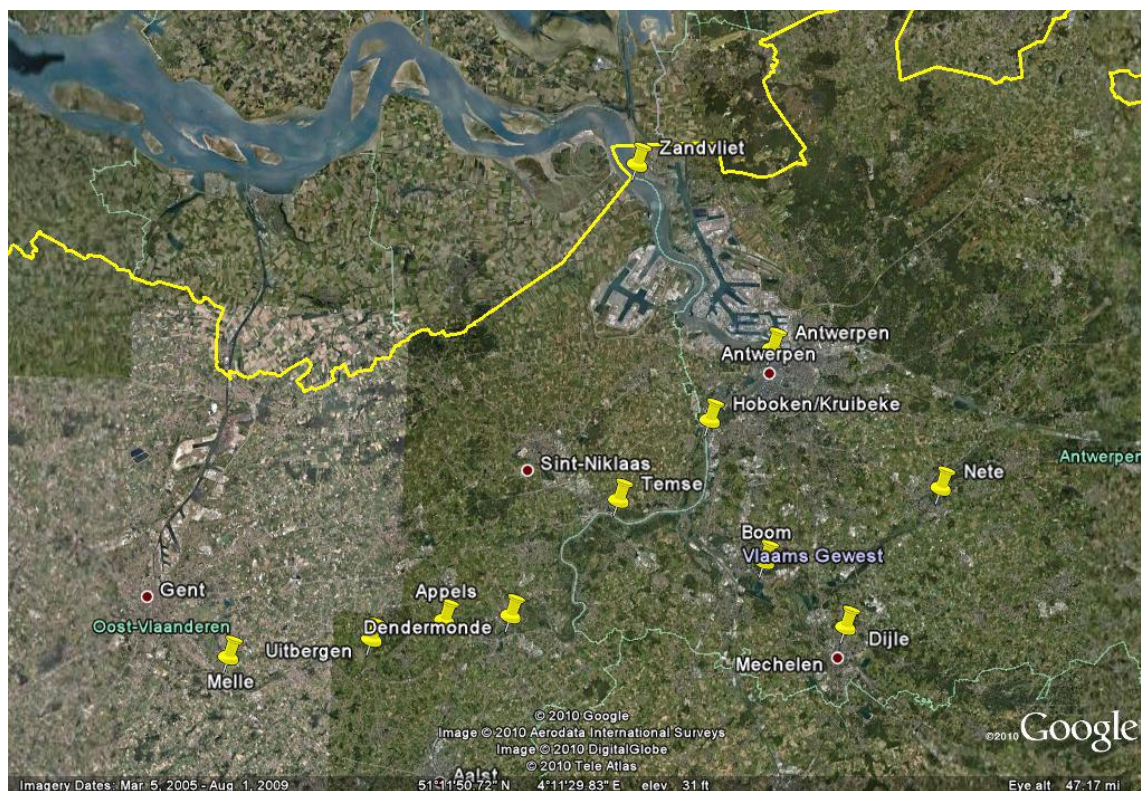 Zandvliet
Antwerpen
Antwerpen
Hoboken/Kruibeke
Antwerpen
Sint-Niklaas
Nete
Temse
Boom
Vlaams Gewest
Gent
Appels
Oost-Vlaanderen
Dendermonde
Uitbergen
Dijle
Mechelen
Melle
© 2010 Google
Image © 2010 Aerodata International Surveys
Image © 2010 DigitalGlobe
© 2010 Tele Atlas
©2010 Google
Aalst
Imagery Dates: Mar 5, 2005 - Aug 1, 2009 51°11'50.72" N 4°11'29.83" E elev 31 ft Eye alt 47.17 mi